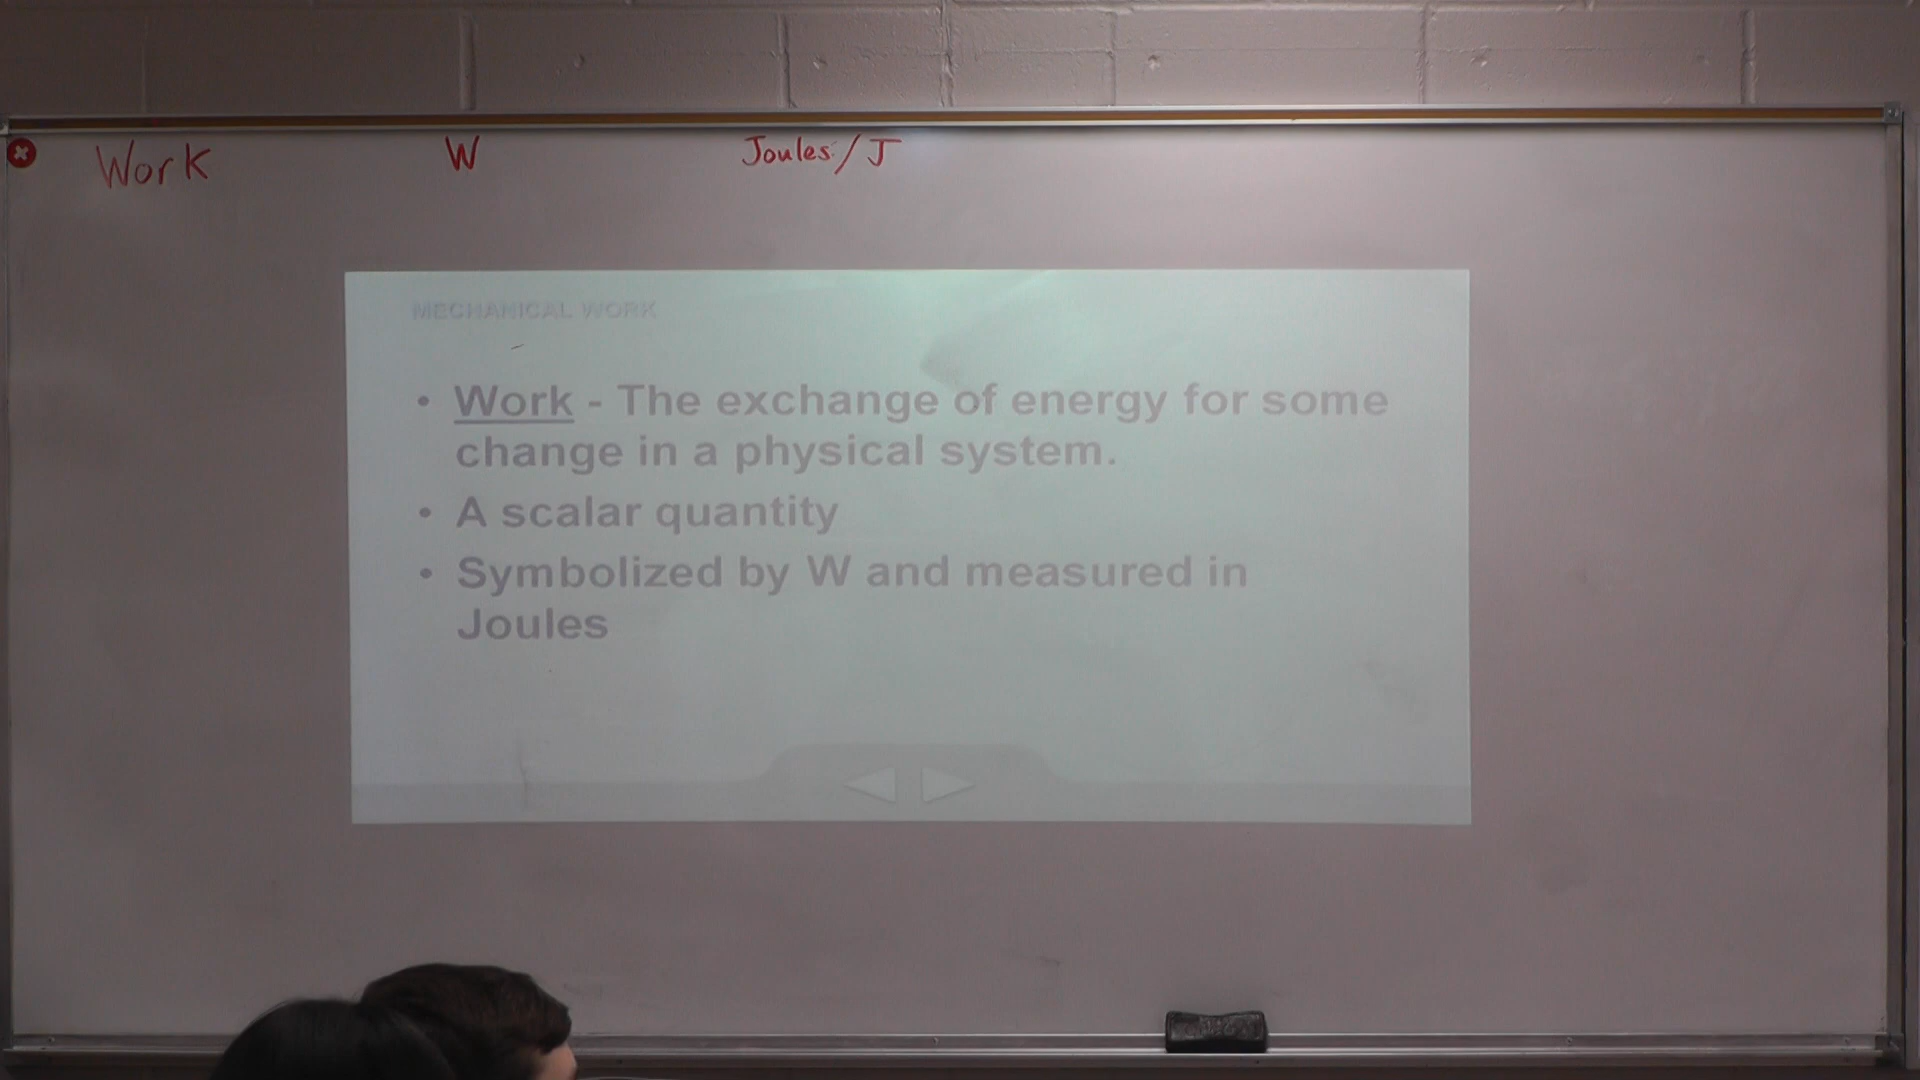 Work W Joules/J
MECHANICAL WORK
• Work - The exchange of energy for some
change in a physical system.
• A scalar quantity
• Symbolized by W and measured in
Joules